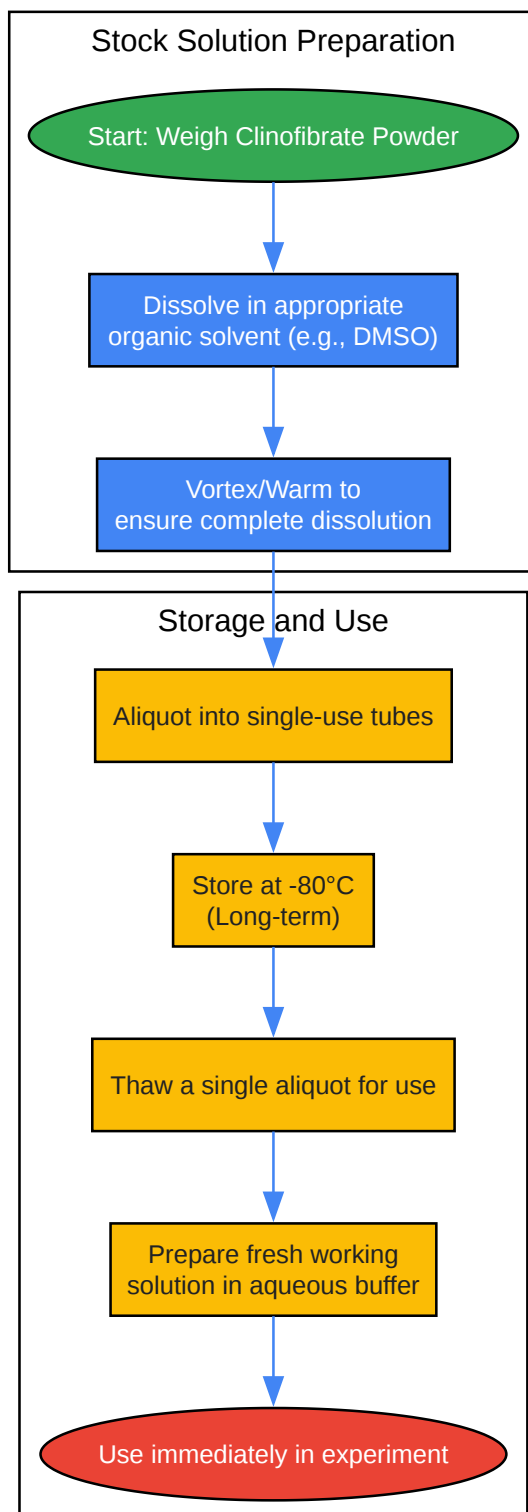 Stock Solution Preparation
Start: Weigh Clinofibrate Powder
Dissolve in appropriate
organic solvent (e.g., DMSO)
Vortex/Warm to
ensure complete dissolution
Storage and Use
Aliquot into single-use tubes
Store at -80°C
(Long-term)
Thaw a single aliquot for use
Prepare fresh working
solution in aqueous buffer
Use immediately in experiment